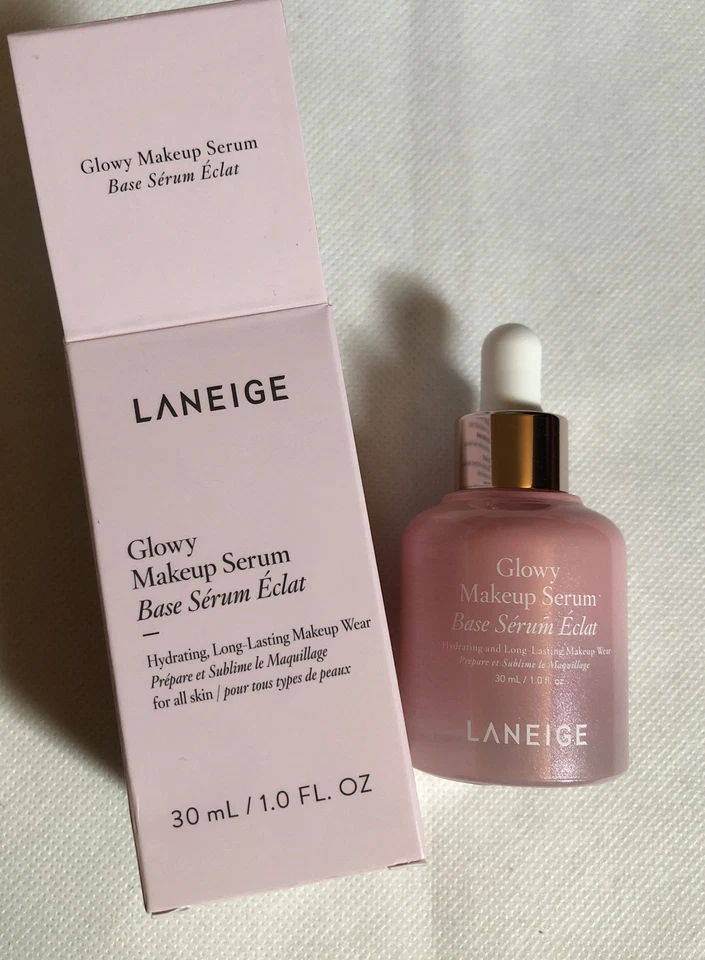 Glowy Makeup Serum
Base Sérum Éclat
LANEIGE
Glowy
Makeup Serum
Base Sérum Éclat
Hydrating, Long-Lasting Makeup Wear
Prépare et Sublime le Maquillage
for all skin | pour tous types de peaux
30 mL / 1.0 FL. OZ
Glowy
Makeup Serum
Base Sérum Éclat
Hydrating and Long-Lasting Makeup Wear
Prépare et Sublime le Maquillage
30 mL / 1.0 fl. oz
LANEIGE